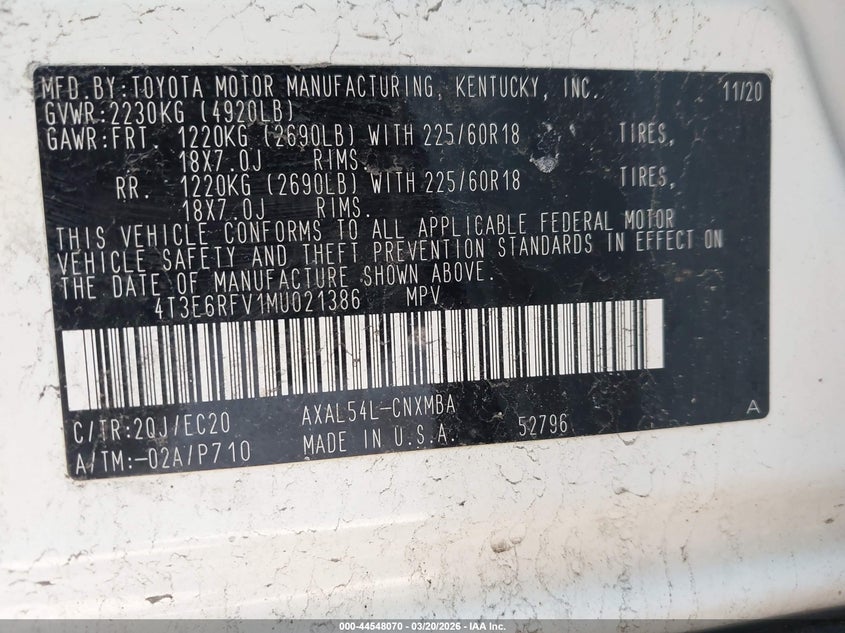 MFD.BY:TOYOTA MOTOR MANUFACTURING, KENTUCKY, INC. 11/20
GVWR:2230KG (4920LB)
GAWR:FRT. 1220KG (2690LB) WITH 225/60R18 TIRES,
18X7.0J RIMS.
RR. 1220KG (2690LB) WITH 225/60R18 TIRES,
18X7.0J RIMS.
THIS VEHICLE CONFORMS TO ALL APPLICABLE FEDERAL MOTOR
VEHICLE SAFETY AND THEFT PREVENTION STANDARDS IN EFFECT ON
THE DATE OF MANUFACTURE SHOWN ABOVE.
4T3E6RFV1MU021386 MPV
C/TR:2QJ/EC20 AXAL54L-CNXMBA
A/TM:-02A/P710 MADE IN U.S.A. 52796 A
000-44548070 - 03/20/2026 - IAA Inc.